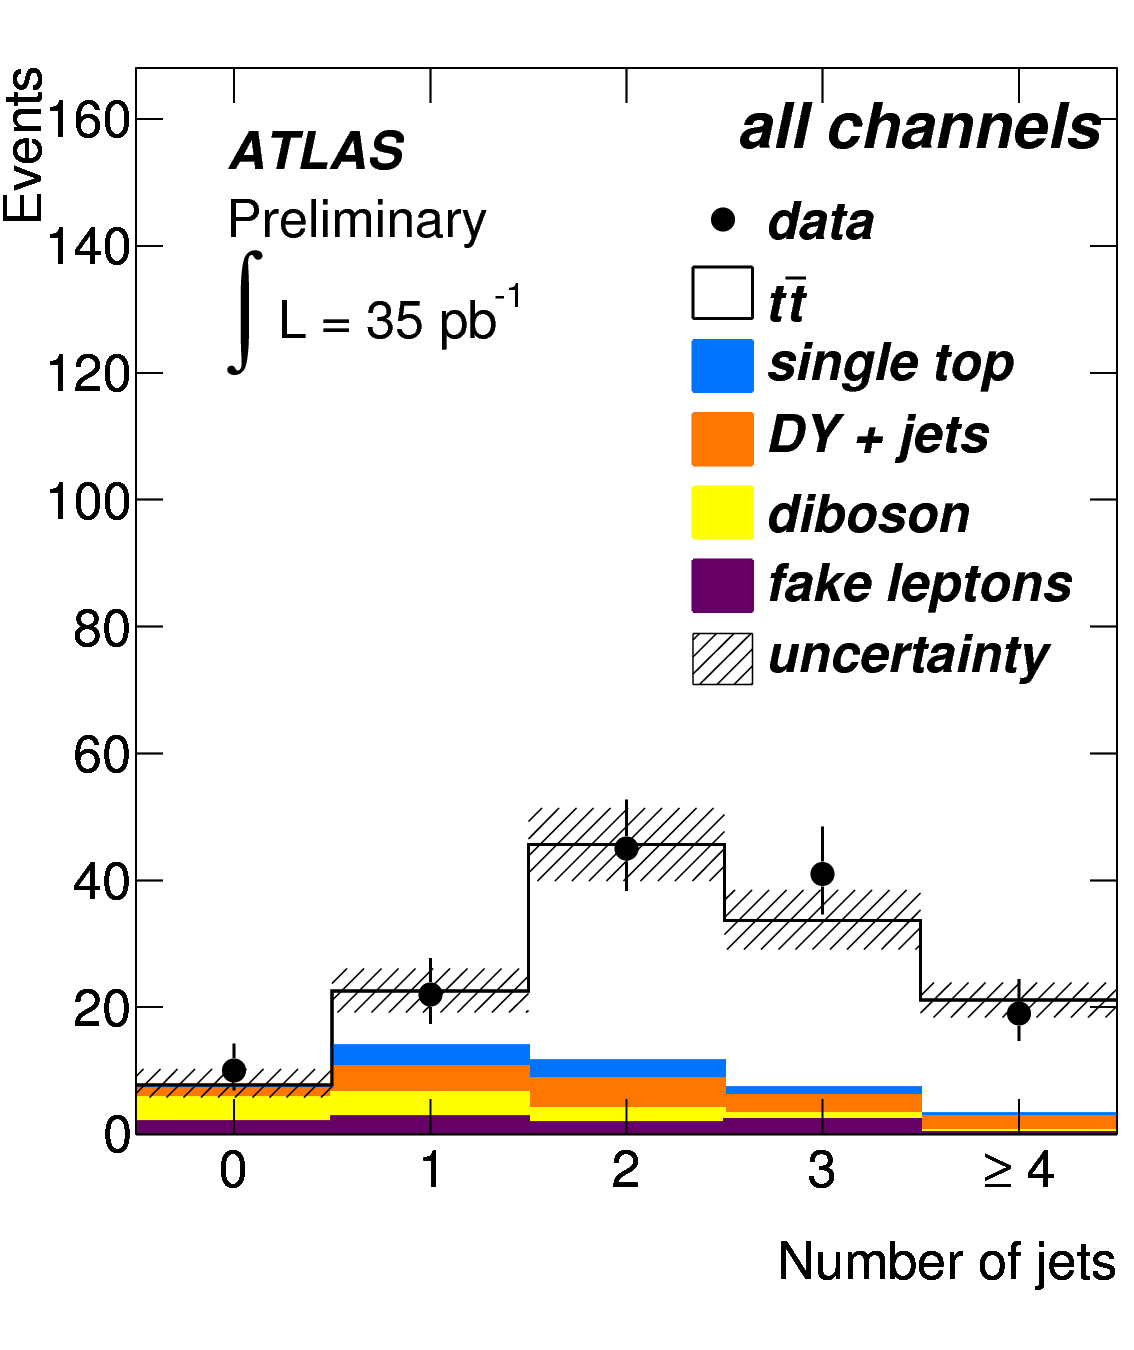 Events
160
140
120
100
80
60
40
20
0
ATLAS
Preliminary
∫ L = 35 pb⁻¹
all channels
data
tt̄
single top
DY + jets
diboson
fake leptons
uncertainty
0 1 2 3 ≥ 4
Number of jets